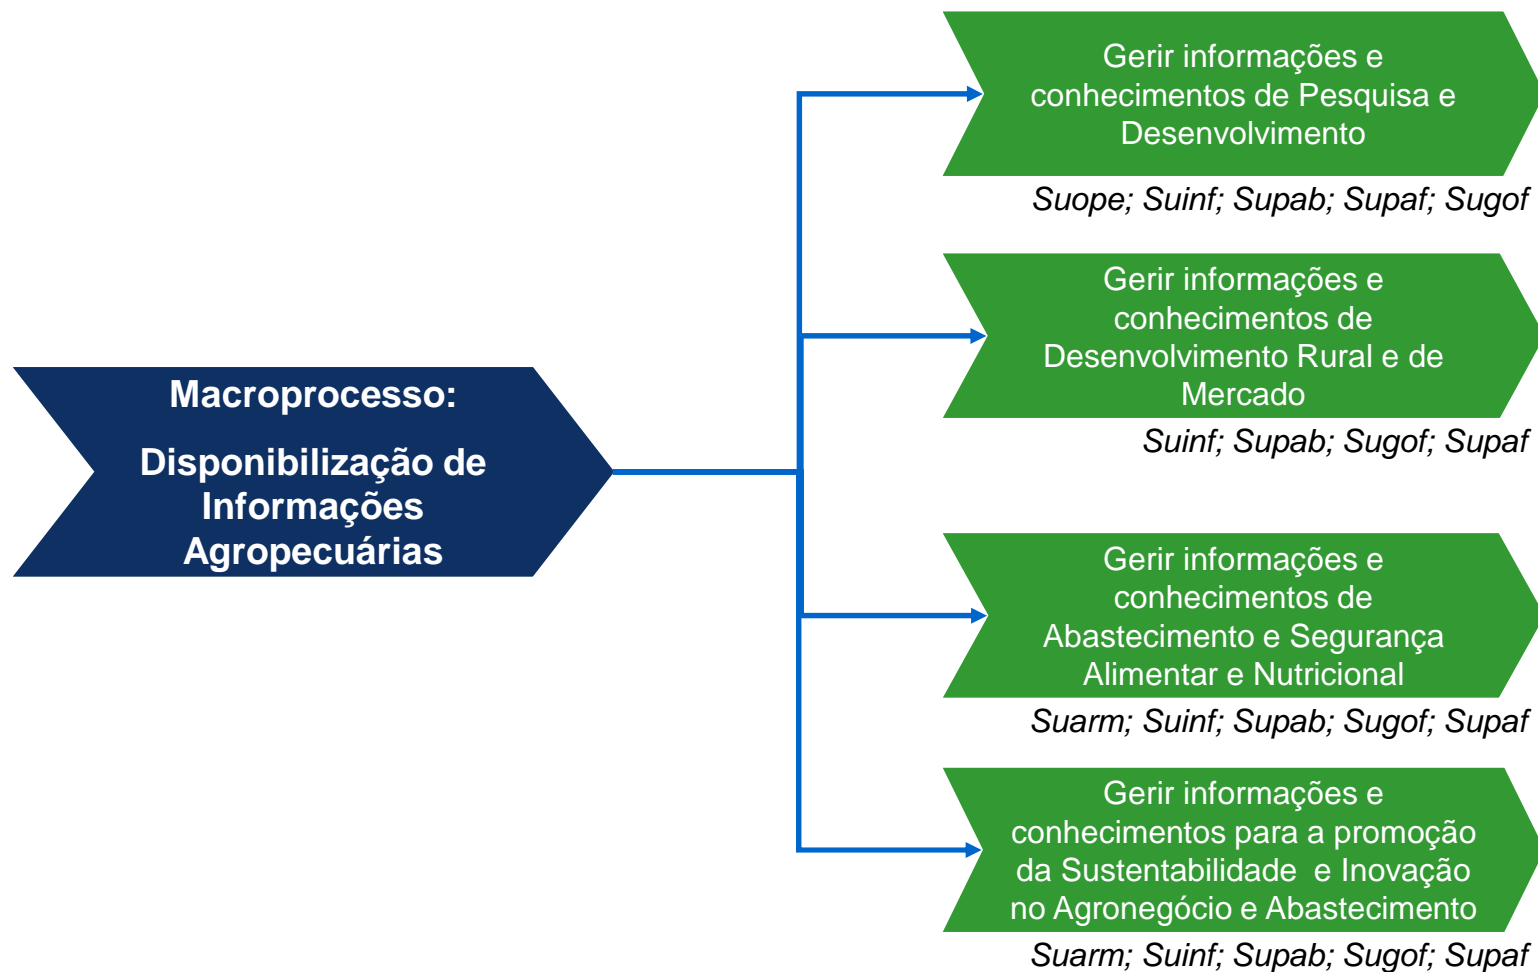 Macroprocesso:
Disponibilização de
Informações
Agropecuárias
Gerir informações e
conhecimentos de Pesquisa e
Desenvolvimento
Suope; Suinf; Supab; Supaf; Sugof
Gerir informações e
conhecimentos de
Desenvolvimento Rural e de
Mercado
Suinf; Supab; Sugof; Supaf
Gerir informações e
conhecimentos de
Abastecimento e Segurança
Alimentar e Nutricional
Suarm; Suinf; Supab; Sugof; Supaf
Gerir informações e
conhecimentos para a promoção
da Sustentabilidade e Inovação
no Agronegócio e Abastecimento
Suarm; Suinf; Supab; Sugof; Supaf